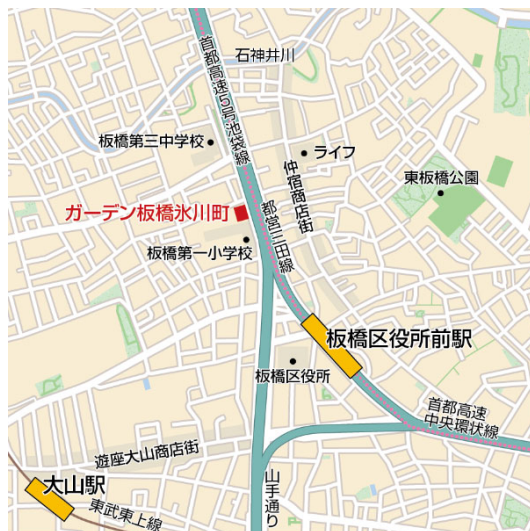 首都高速5号池袋線
石神井川
板橋第三中学校
ライフ
仲宿商店街
東板橋公園
ガーデン板橋氷川町
都営三田線
板橋第一小学校
板橋区役所前駅
板橋区役所
首都高速
中央環状線
遊座大山商店街
大山駅
山手通り
東武東上線